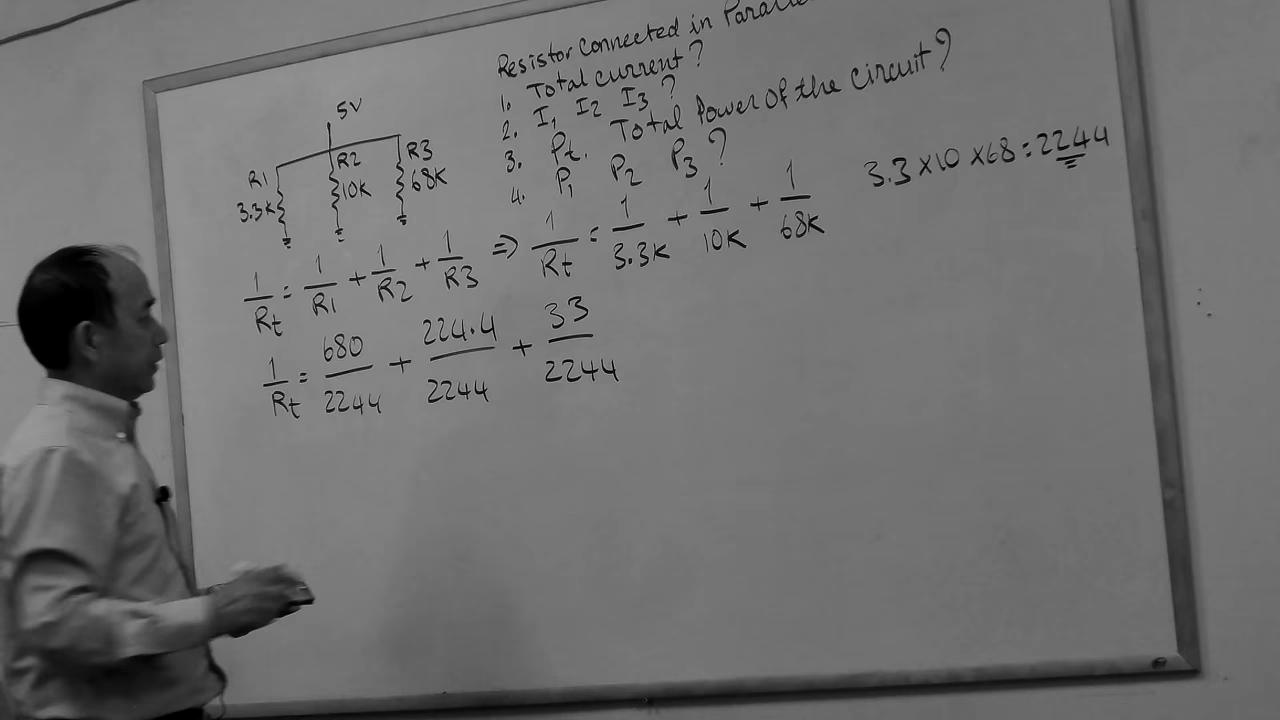 Resistor Connected in
1. Total current ?
2. I1 I2 I3 ?
3. Pt. Total Power of the circuit ?
4. P1 P2 P3 ?
5V
R1 3.3K
R2 10K
R3 68K
3.3 × 10 × 68 = 2244
1/Rt = 1/R1 + 1/R2 + 1/R3 ⇒ 1/Rt = 1/3.3K + 1/10K + 1/68K
1/Rt = 680/2244 + 224.4/2244 + 33/2244